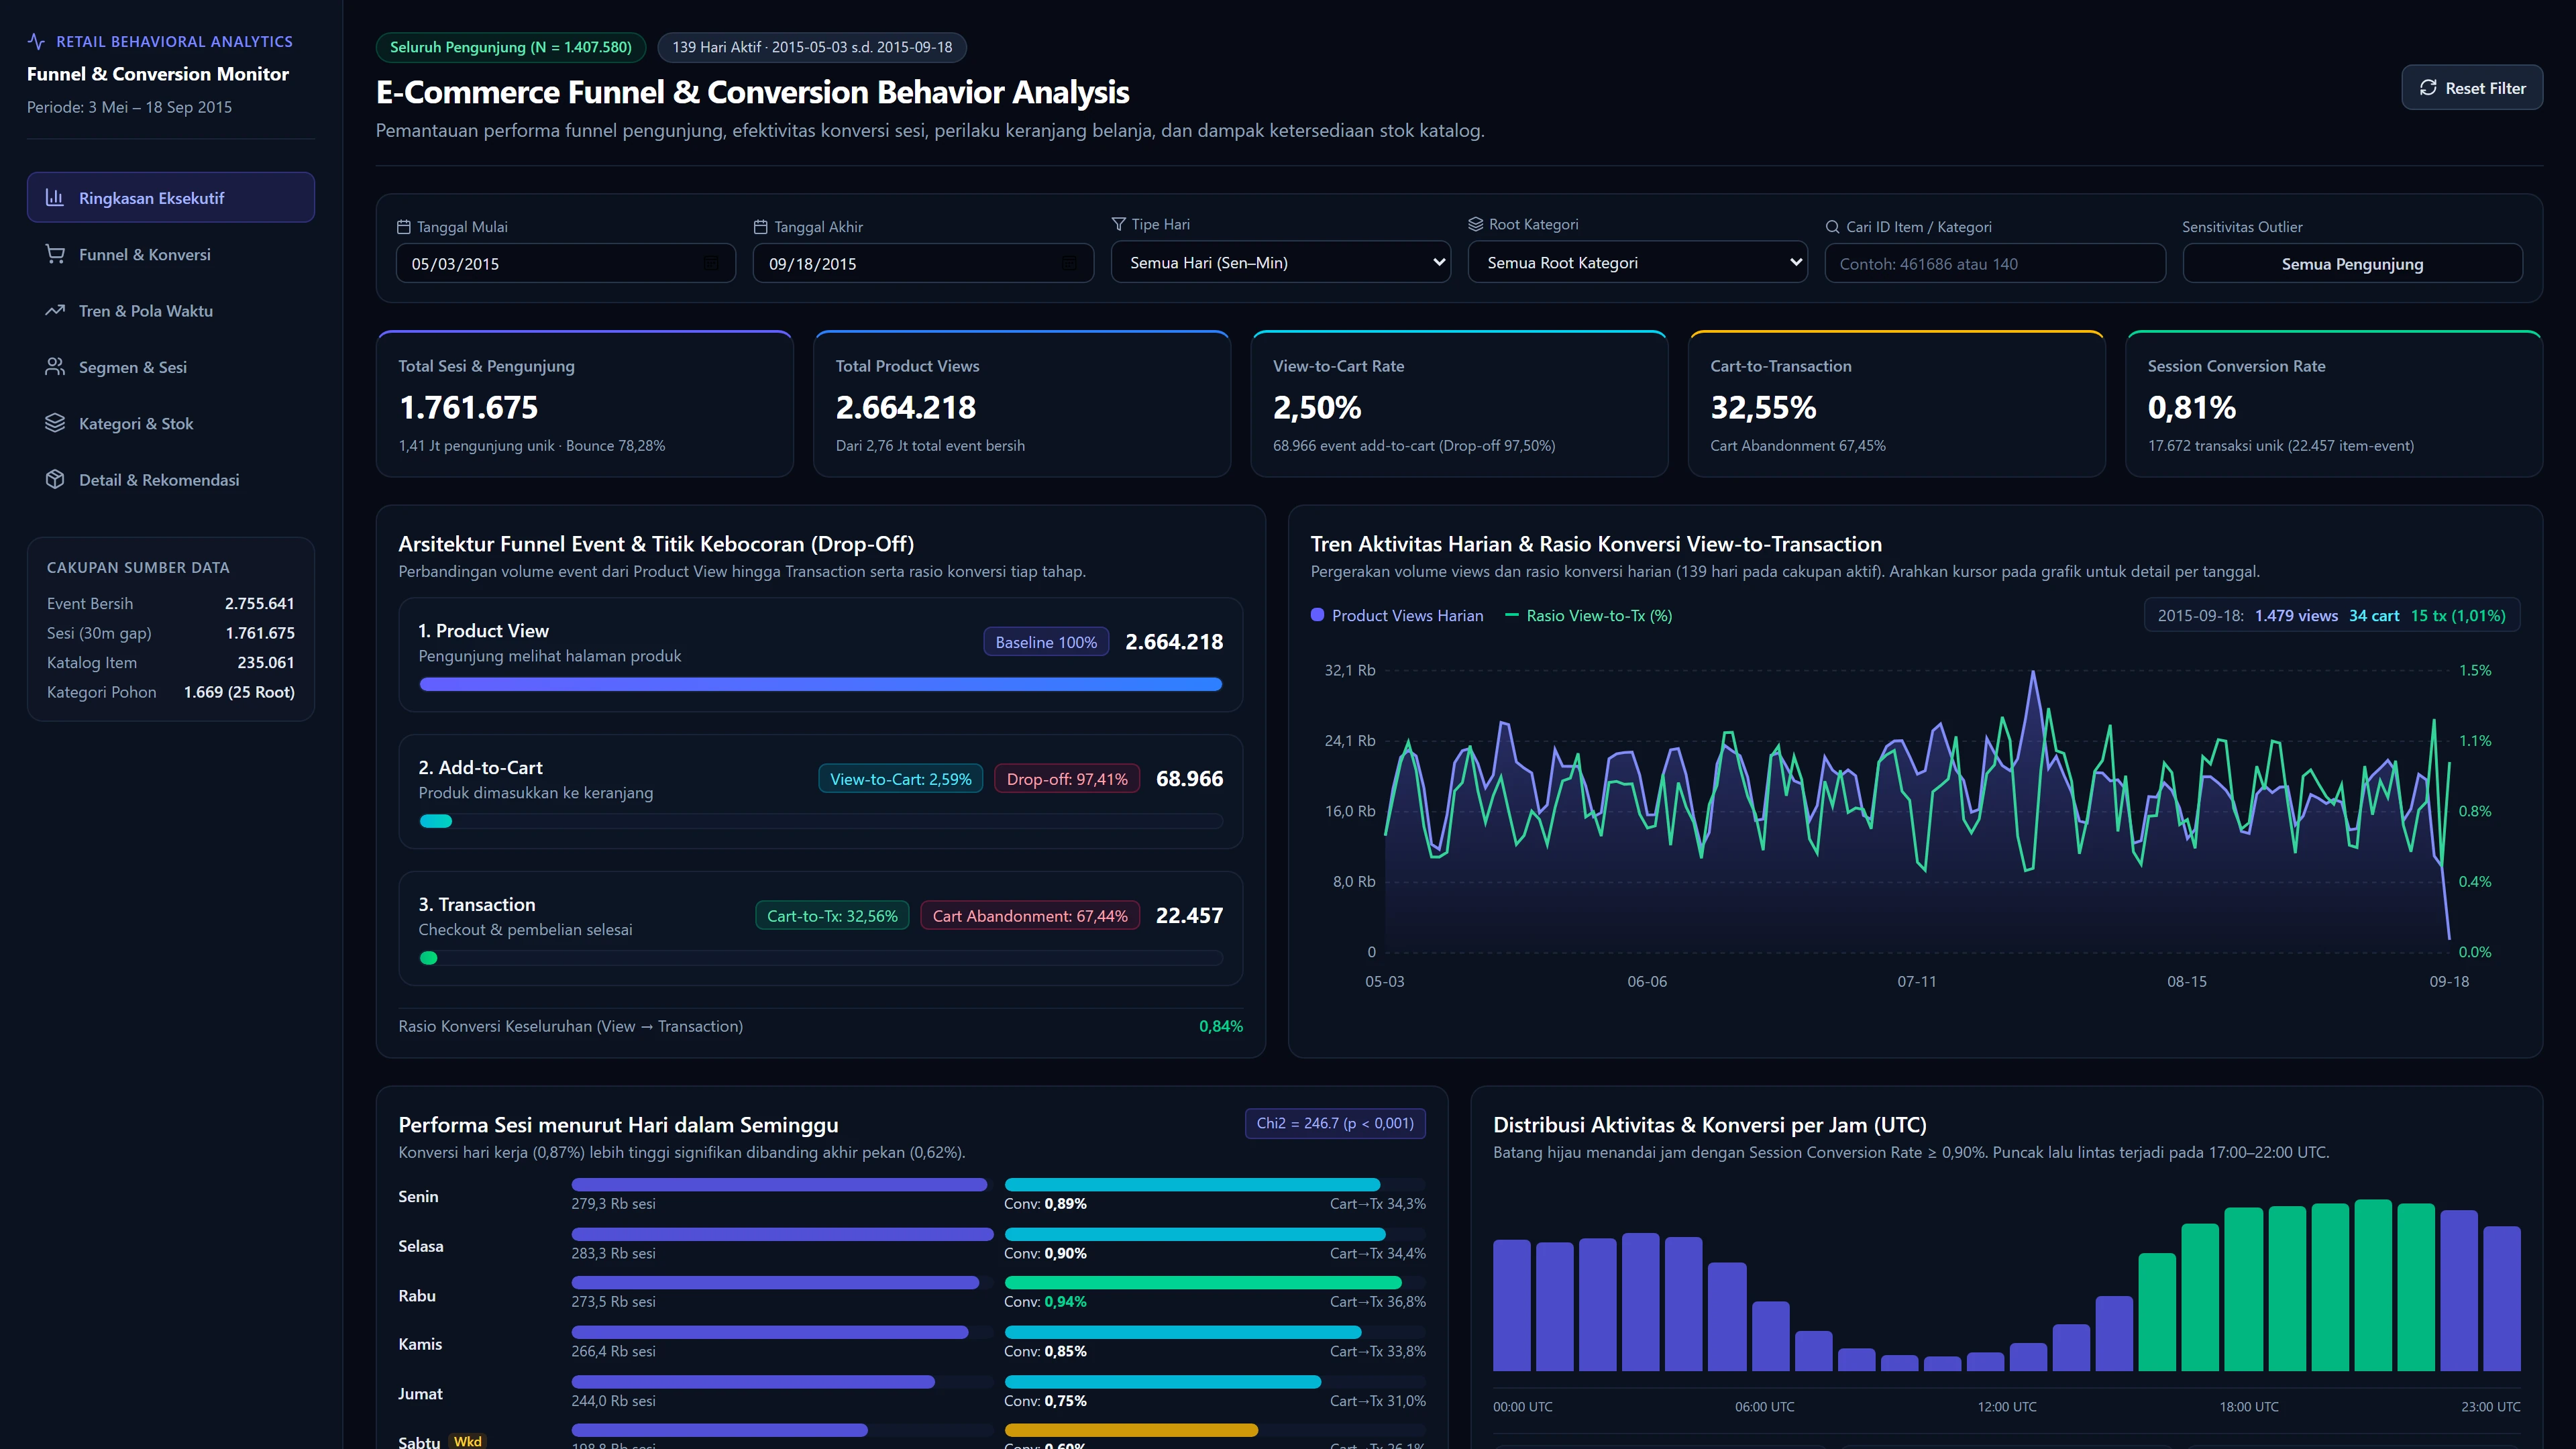 RETAIL BEHAVIORAL ANALYTICS
Funnel & Conversion Monitor
Periode: 3 Mei – 18 Sep 2015
Ringkasan Eksekutif
Funnel & Konversi
Tren & Pola Waktu
Segmen & Sesi
Kategori & Stok
Detail & Rekomendasi
CAKUPAN SUMBER DATA
Event Bersih 2.755.641
Sesi (30m gap) 1.761.675
Katalog Item 235.061
Kategori Pohon 1.669 (25 Root)
Seluruh Pengunjung (N = 1.407.580) 139 Hari Aktif · 2015-05-03 s.d. 2015-09-18
E-Commerce Funnel & Conversion Behavior Analysis
Pemantauan performa funnel pengunjung, efektivitas konversi sesi, perilaku keranjang belanja, dan dampak ketersediaan stok katalog.
Reset Filter
Tanggal Mulai
05/03/2015
Tanggal Akhir
09/18/2015
Tipe Hari
Semua Hari (Sen–Min)
Root Kategori
Semua Root Kategori
Cari ID Item / Kategori
Contoh: 461686 atau 140
Sensitivitas Outlier
Semua Pengunjung
Total Sesi & Pengunjung
1.761.675
1,41 Jt pengunjung unik · Bounce 78,28%
Total Product Views
2.664.218
Dari 2,76 Jt total event bersih
View-to-Cart Rate
2,50%
68.966 event add-to-cart (Drop-off 97,50%)
Cart-to-Transaction
32,55%
Cart Abandonment 67,45%
Session Conversion Rate
0,81%
17.672 transaksi unik (22.457 item-event)
Arsitektur Funnel Event & Titik Kebocoran (Drop-Off)
Perbandingan volume event dari Product View hingga Transaction serta rasio konversi tiap tahap.
1. Product View
Pengunjung melihat halaman produk
Baseline 100% 2.664.218
2. Add-to-Cart
Produk dimasukkan ke keranjang
View-to-Cart: 2,59% Drop-off: 97,41% 68.966
3. Transaction
Checkout & pembelian selesai
Cart-to-Tx: 32,56% Cart Abandonment: 67,44% 22.457
Rasio Konversi Keseluruhan (View → Transaction) 0,84%
Tren Aktivitas Harian & Rasio Konversi View-to-Transaction
Pergerakan volume views dan rasio konversi harian (139 hari pada cakupan aktif). Arahkan kursor pada grafik untuk detail per tanggal.
Product Views Harian Rasio View-to-Tx (%)
2015-09-18: 1.479 views 34 cart 15 tx (1,01%)
32,1 Rb 1.5%
24,1 Rb 1.1%
16,0 Rb 0.8%
8,0 Rb 0.4%
0 0.0%
05-03 06-06 07-11 08-15 09-18
Performa Sesi menurut Hari dalam Seminggu
Chi2 = 246.7 (p < 0,001)
Konversi hari kerja (0,87%) lebih tinggi signifikan dibanding akhir pekan (0,62%).
Senin
279,3 Rb sesi Conv: 0,89% Cart→Tx 34,3%
Selasa
283,3 Rb sesi Conv: 0,90% Cart→Tx 34,4%
Rabu
273,5 Rb sesi Conv: 0,94% Cart→Tx 36,8%
Kamis
266,4 Rb sesi Conv: 0,85% Cart→Tx 33,8%
Jumat
244,0 Rb sesi Conv: 0,75% Cart→Tx 31,0%
Sabtu Wkd
198,8 Rb sesi Conv: 0,60% Cart→Tx 26,1%
Distribusi Aktivitas & Konversi per Jam (UTC)
Batang hijau menandai jam dengan Session Conversion Rate ≥ 0,90%. Puncak lalu lintas terjadi pada 17:00–22:00 UTC.
00:00 UTC 06:00 UTC 12:00 UTC 18:00 UTC 23:00 UTC